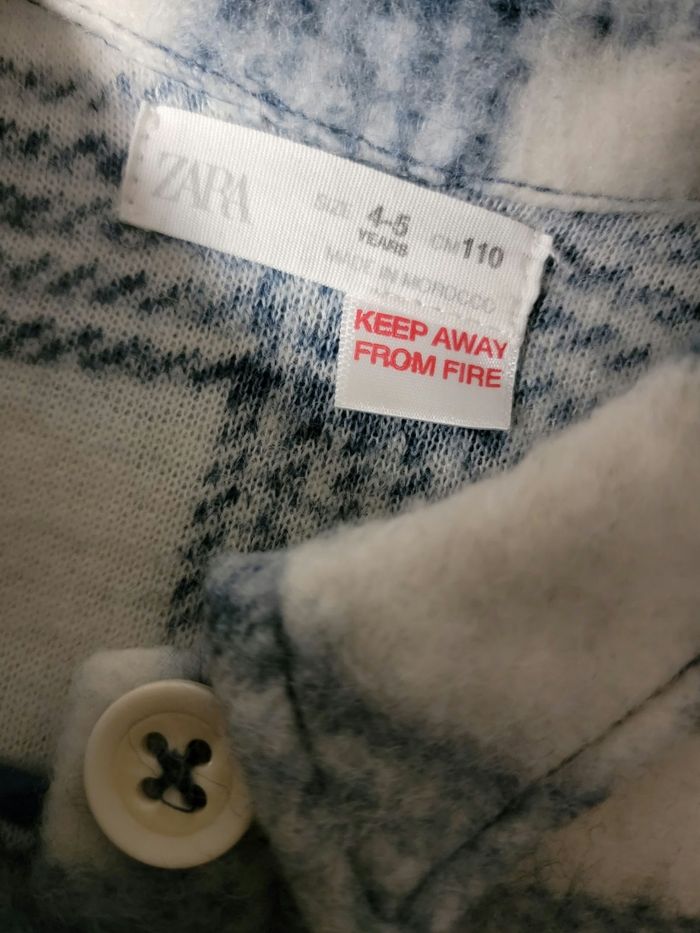 ZARA
SIZE 4-5 YEARS CM 110
MADE IN MOROCCO
KEEP AWAY
FROM FIRE